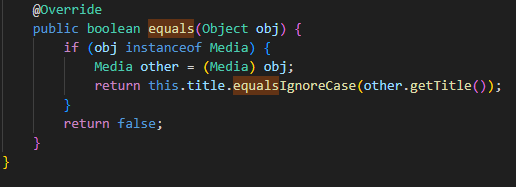 @Override
public boolean equals(Object obj) {
if (obj instanceof Media) {
Media other = (Media) obj;
return this.title.equalsIgnoreCase(other.getTitle());
}
return false;
}
}